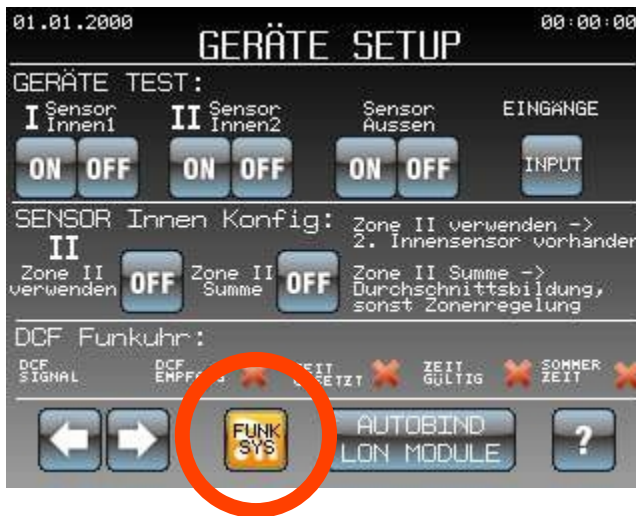 01.01.2000 GERÄTE SETUP 00:00:00
GERÄTE TEST:
I Sensor Innen1 II Sensor Innen2 Sensor Aussen EINGÄNGE
ON OFF ON OFF ON OFF INPUT
SENSOR Innen Konfig: Zone II verwenden ->
II 2. Innensensor vorhanden
Zone II verwenden OFF Zone II Summe OFF Zone II Summe ->
Durchschnittsbildung,
sonst Zonenregelung
DCF Funkuhr:
DCF SIGNAL DCF ZEIT GÜLTIG SOMMER ZEIT
FUNK SYS AUTOBIND LON MODULE ?